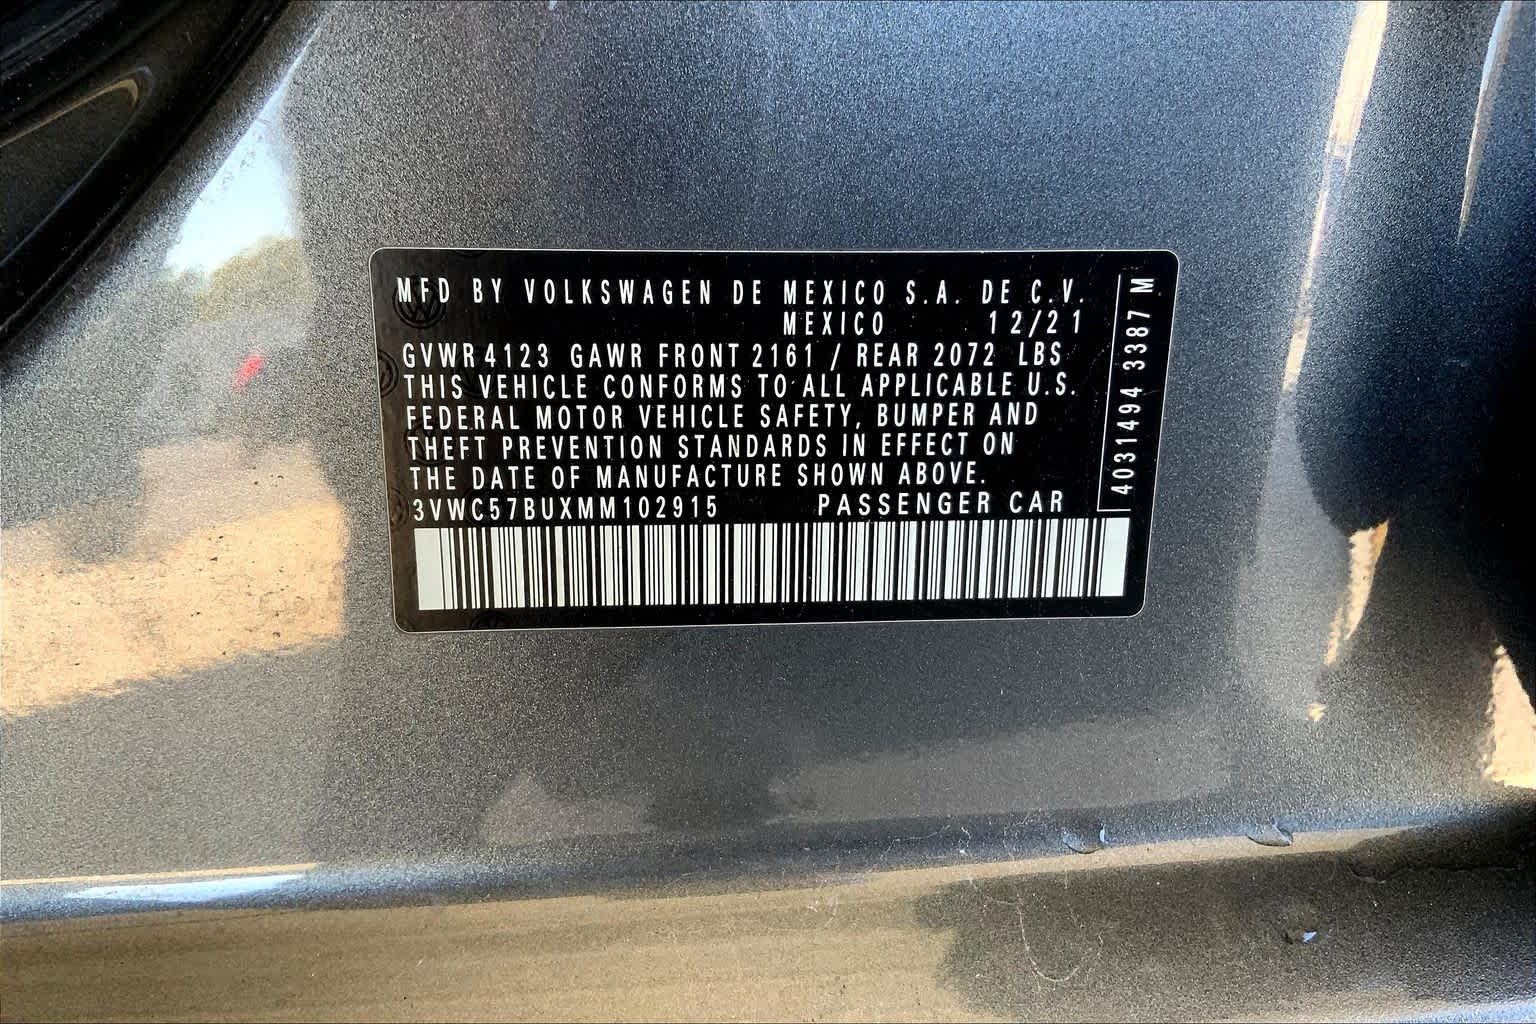 MFD BY VOLKSWAGEN DE MEXICO S.A. DE C.V.
MEXICO 12/21
GVWR 4123 GAWR FRONT 2161 / REAR 2072 LBS
THIS VEHICLE CONFORMS TO ALL APPLICABLE U.S.
FEDERAL MOTOR VEHICLE SAFETY, BUMPER AND
THEFT PREVENTION STANDARDS IN EFFECT ON
THE DATE OF MANUFACTURE SHOWN ABOVE.
3VWC57BUXMM102915 PASSENGER CAR
4031494 3387 M